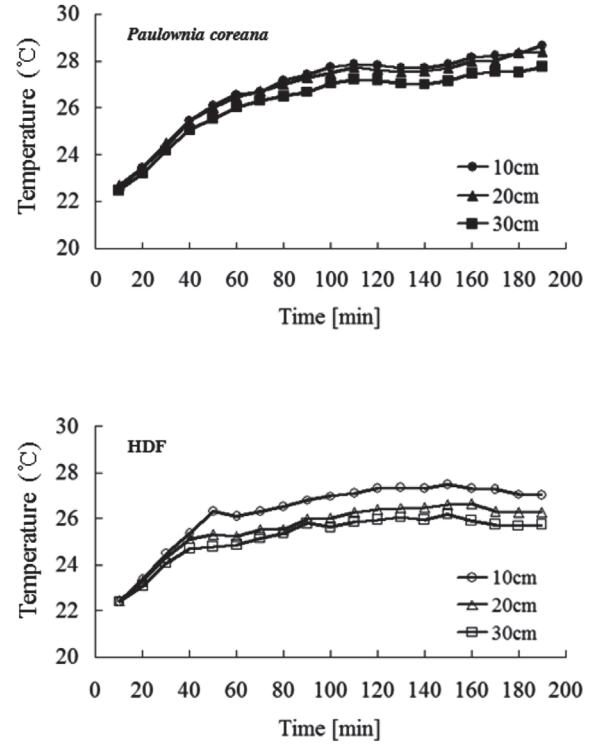 Paulownia coreana
Temperature (℃)
30
28
26
24
22
20
10cm
20cm
30cm
0 20 40 60 80 100 120 140 160 180 200
Time [min]
HDF
Temperature (℃)
30
28
26
24
22
20
10cm
20cm
30cm
0 20 40 60 80 100 120 140 160 180 200
Time [min]